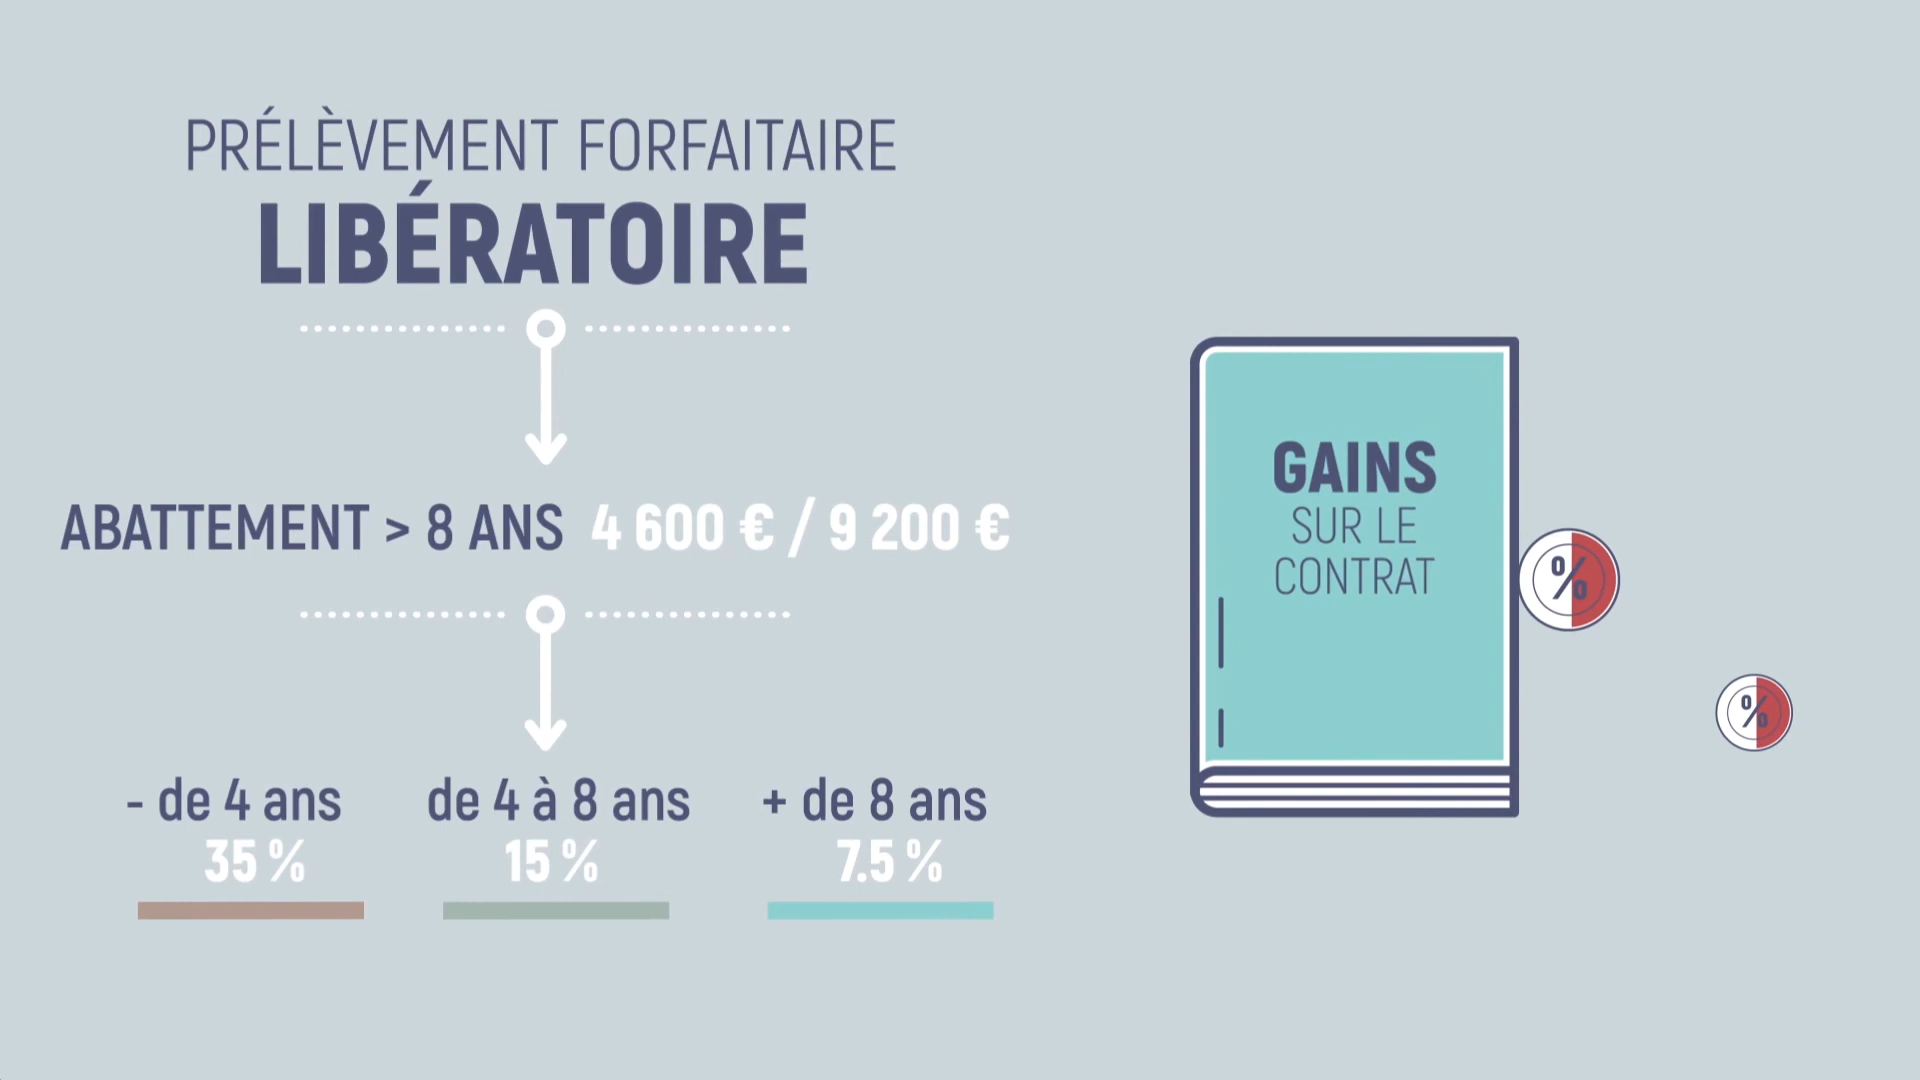 PRÉLÈVEMENT FORFAITAIRE
LIBÉRATOIRE
ABATTEMENT > 8 ANS 4 600 € / 9 200 €
- de 4 ans
35 %
de 4 à 8 ans
15 %
+ de 8 ans
7.5 %
GAINS
SUR LE
CONTRAT
%
%